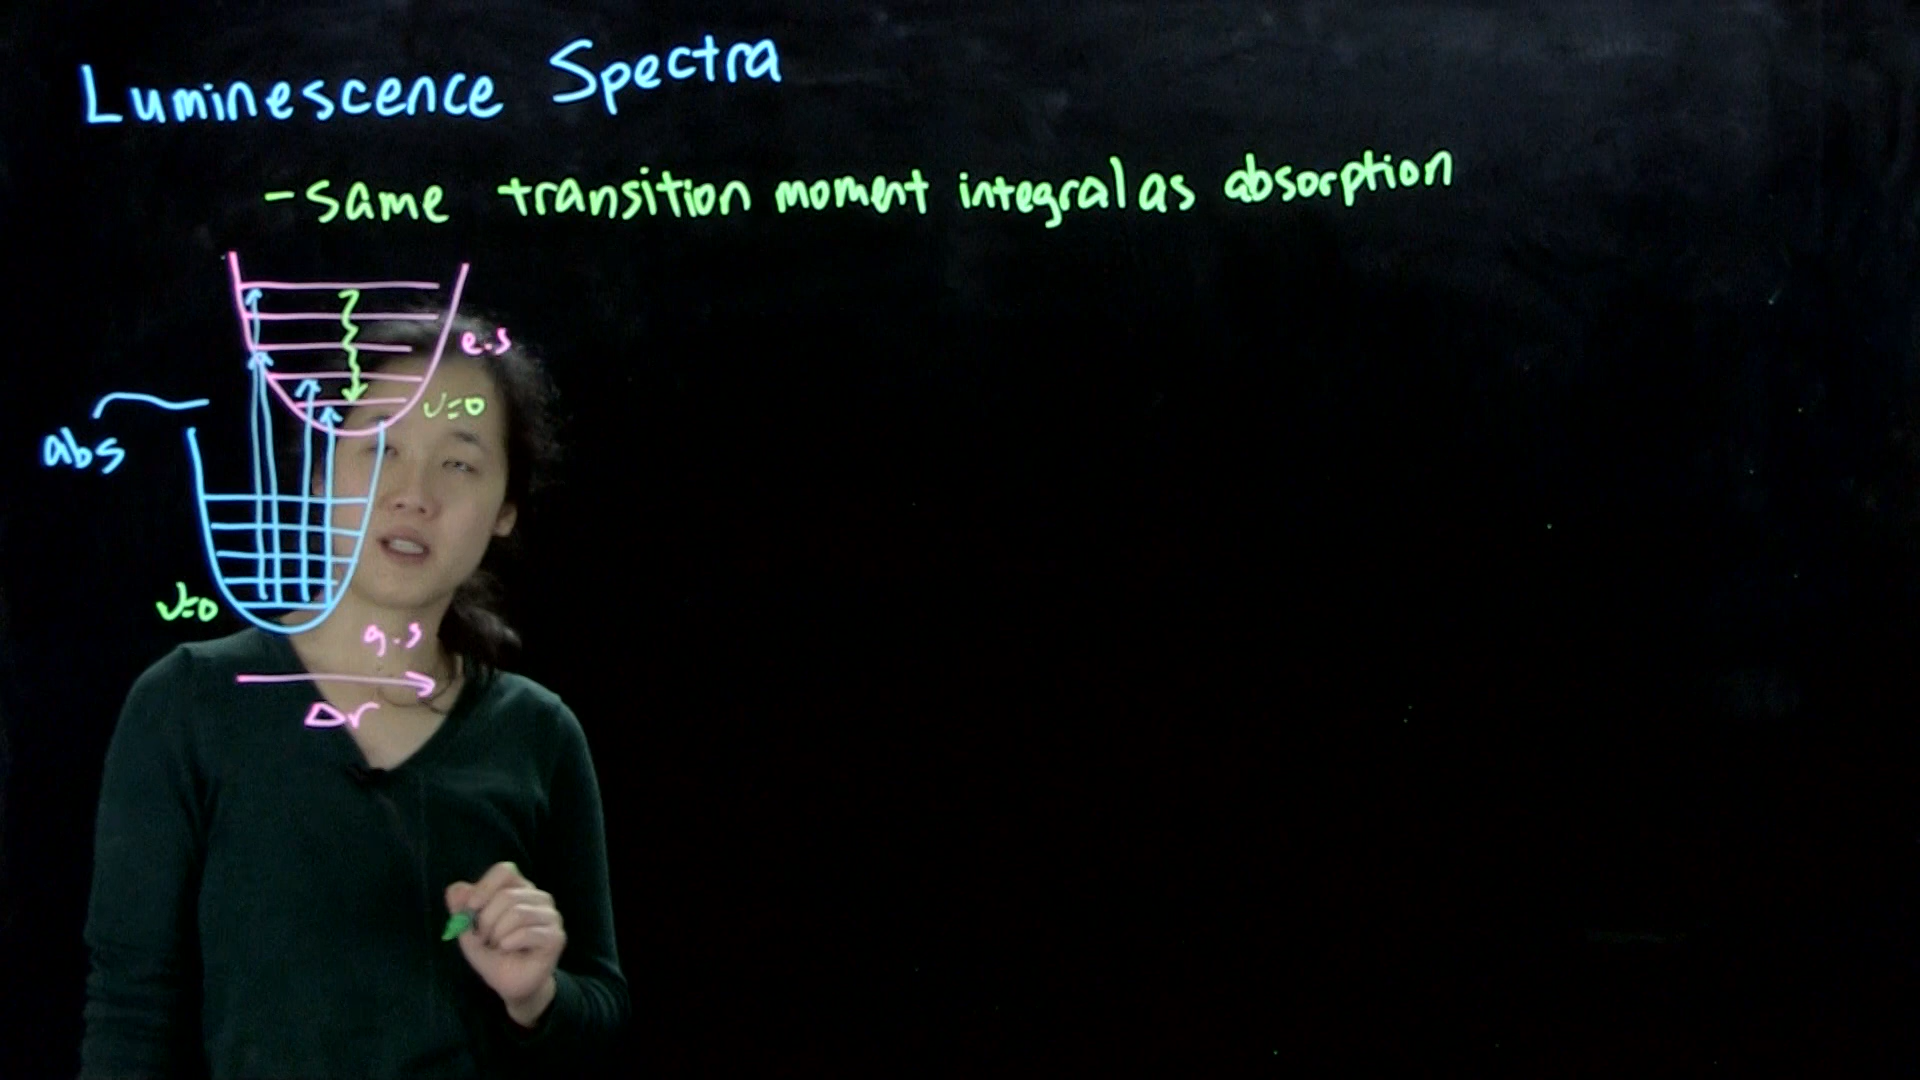 Luminescence Spectra
- same transition moment integral as absorption
e.s
v=0
abs
v=0
g.s
Δr